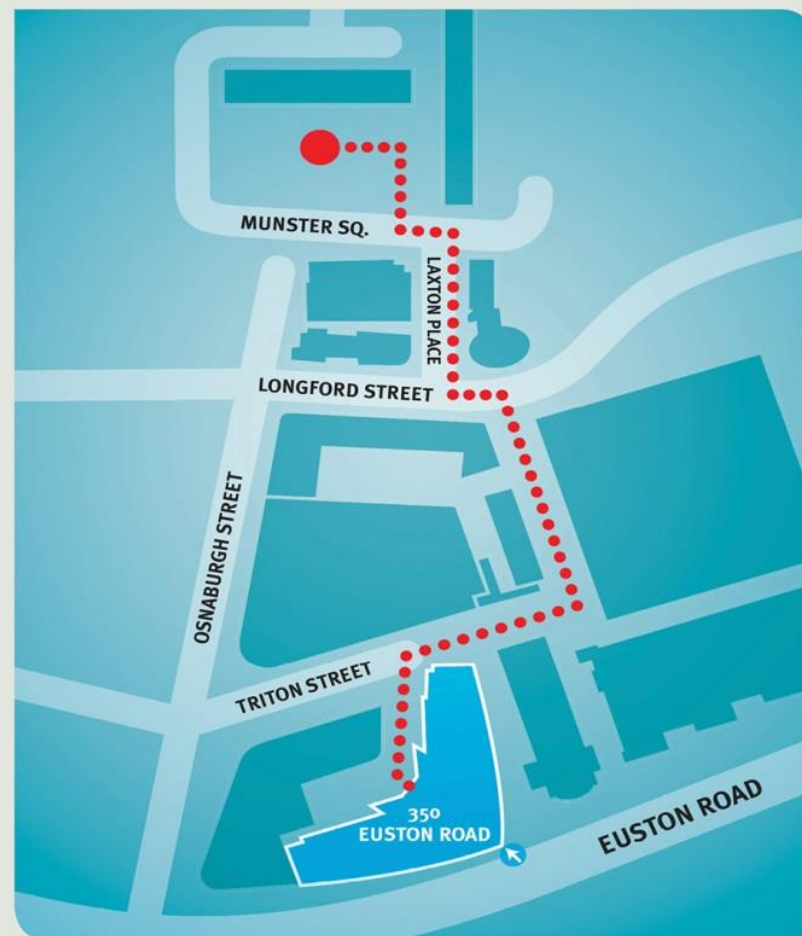 MUNSTER SQ.
LAXTON PLACE
LONGFORD STREET
OSNABURGH STREET
TRITON STREET
350
EUSTON ROAD
EUSTON ROAD